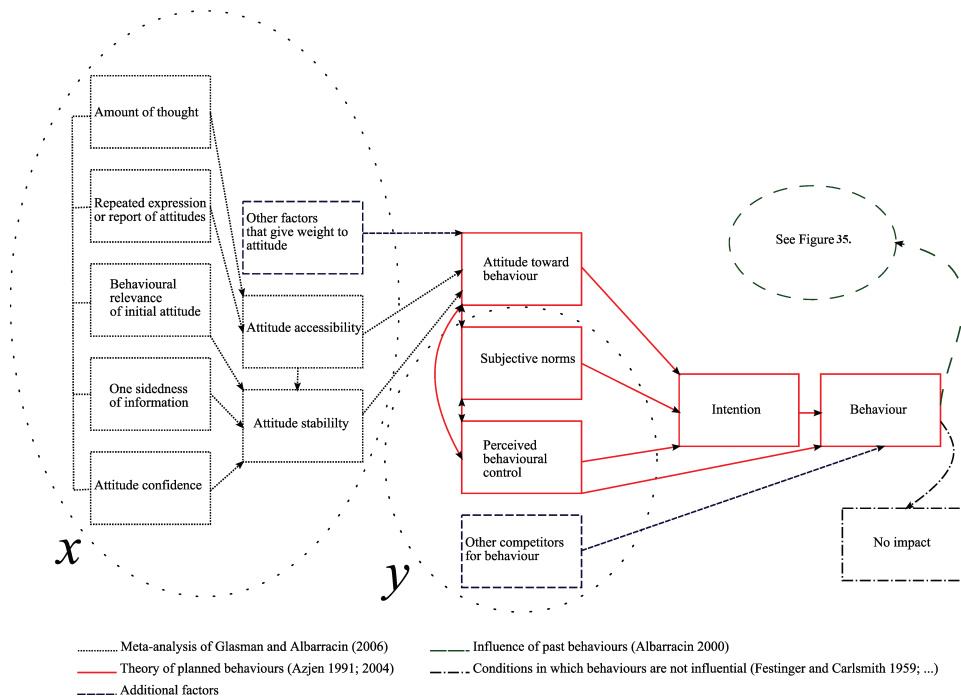 Amount of thought
Repeated expression
or report of attitudes
Behavioural
relevance
of initial attitude
One sidedness
of information
Attitude confidence
Other factors
that give weight to
attitude
Attitude accessibility
Attitude stabililty
x
Attitude toward
behaviour
Subjective norms
Perceived
behavioural
control
Other competitors
for behaviour
y
Intention
Behaviour
See Figure 35.
No impact
Meta-analysis of Glasman and Albarracin (2006)
Theory of planned behaviours (Azjen 1991; 2004)
Additional factors
Influence of past behaviours (Albarracin 2000)
Conditions in which behaviours are not influential (Festinger and Carlsmith 1959; ...)